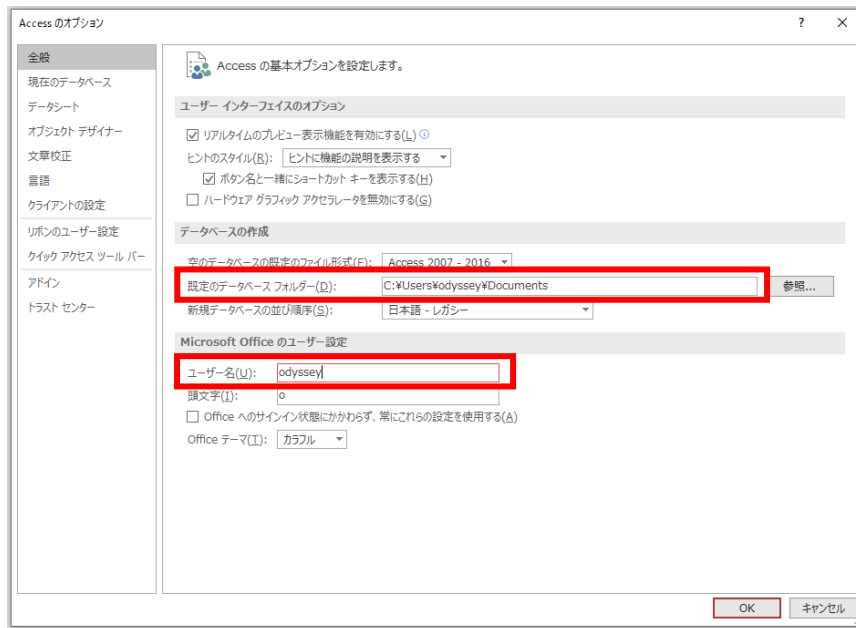 Access のオプション
? ×
全般
現在のデータベース
データシート
オブジェクト デザイナー
文章校正
言語
クライアントの設定
リボンのユーザー設定
クイック アクセス ツール バー
アドイン
トラスト センター
Access の基本オプションを設定します。
ユーザー インターフェイスのオプション
リアルタイムのプレビュー表示機能を有効にする(L)
ヒントのスタイル(R): ヒントに機能の説明を表示する
ボタン名と一緒にショートカット キーを表示する(H)
ハードウェア グラフィック アクセラレータを無効にする(G)
データベースの作成
空のデータベースの既定のファイル形式(F): Access 2007 - 2016
既定のデータベース フォルダー(D): C:¥Users¥odyssey¥Documents 参照...
新規データベースの並び順序(S): 日本語 - レガシー
Microsoft Office のユーザー設定
ユーザー名(U): odyssey
頭文字(I): o
Office へのサインイン状態にかかわらず、常にこれらの設定を使用する(A)
Office テーマ(T): カラフル
OK キャンセル